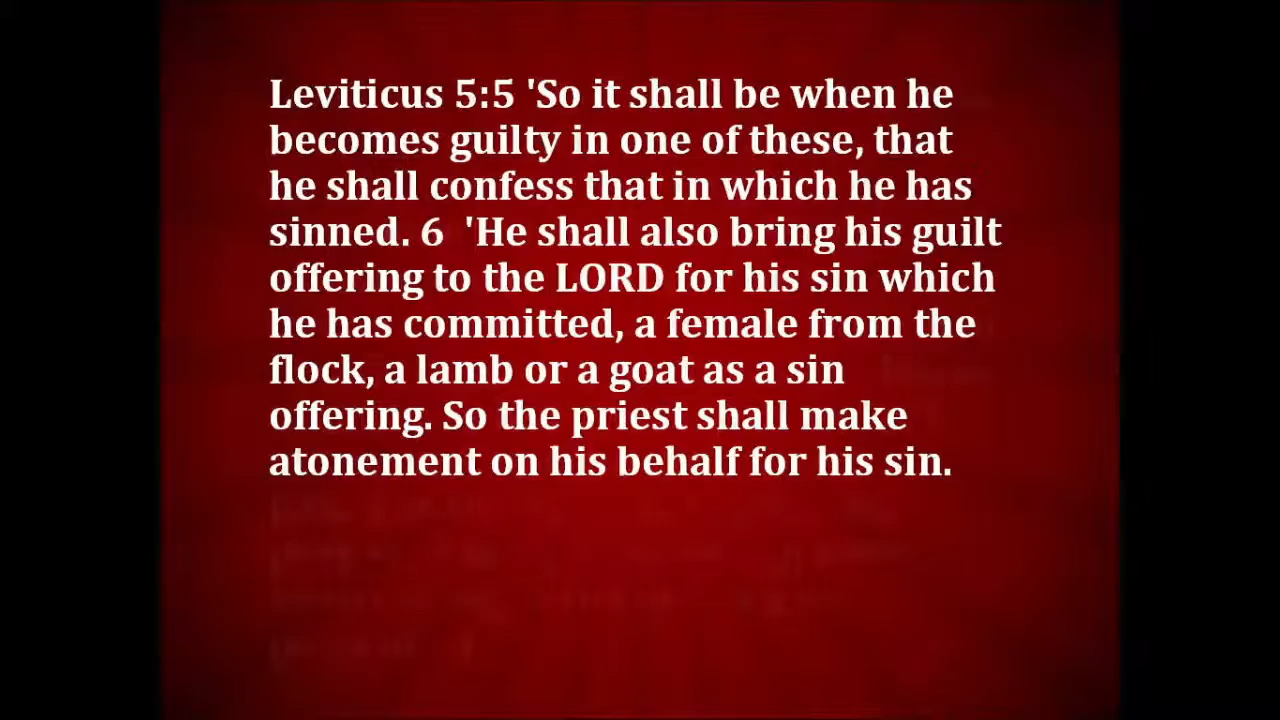 Leviticus 5:5 'So it shall be when he
becomes guilty in one of these, that
he shall confess that in which he has
sinned. 6  'He shall also bring his guilt
offering to the LORD for his sin which
he has committed, a female from the
flock, a lamb or a goat as a sin
offering. So the priest shall make
atonement on his behalf for his sin.